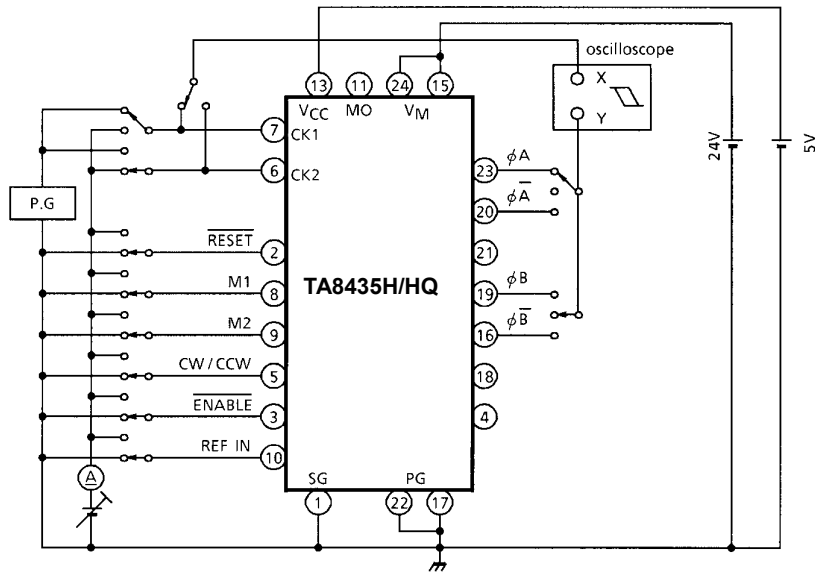 oscilloscope
X
Y
13
11
24
15
VCC
MO
VM
7
CK1
6
CK2
P.G
RESET
2
M1
8
M2
9
CW / CCW
5
ENABLE
3
REF IN
10
A
TA8435H/HQ
23
φA
20
φA̅
21
19
φB
16
φB̅
18
4
24V
5V
SG
PG
1
22
17